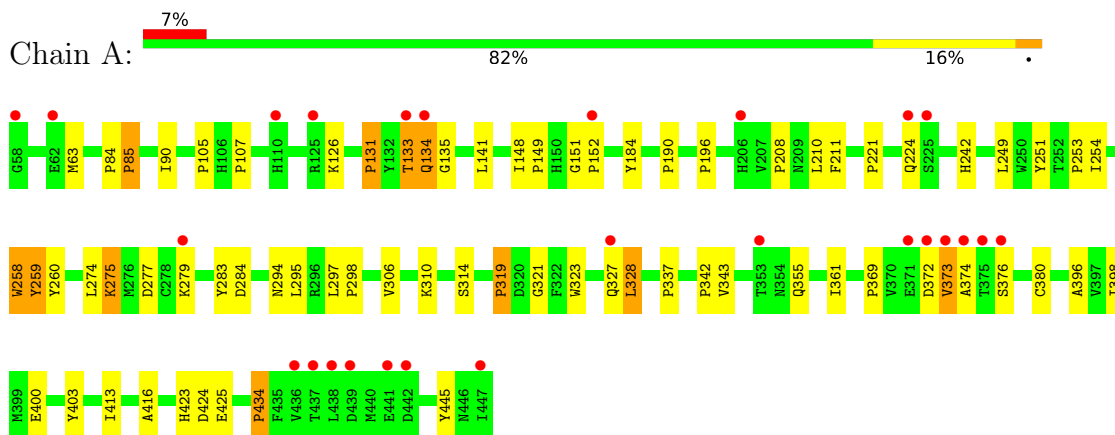 7%
Chain A:
82% 16% •
G58 E62 M63 P84 P85 I90 P105 H106 P107 H110 R125 K126 P131 Y132 T133 Q134 G135 L141 I148 P149 H150 G151 P152 Y184 P190 P196 H206 V207 P208 N209 L210 F211 P221 Q224 S225 H242 L249 W250 Y251 T252 P253 I254
W258 Y259 Y260 L274 K275 M276 D277 C278 K279 Y283 D284 N294 L295 R296 L297 P298 V306 K310 S314 P319 D320 G321 F322 W323 Q327 L328 P337 P342 V343 T353 N354 Q355 I361 P369 V370 E371 D372 V373 A374 T375 S376 C380 A396 V397 I398
M399 E400 Y403 I413 A416 H423 D424 E425 P434 F435 V436 T437 L438 D439 M440 E441 D442 Y445 N446 I447